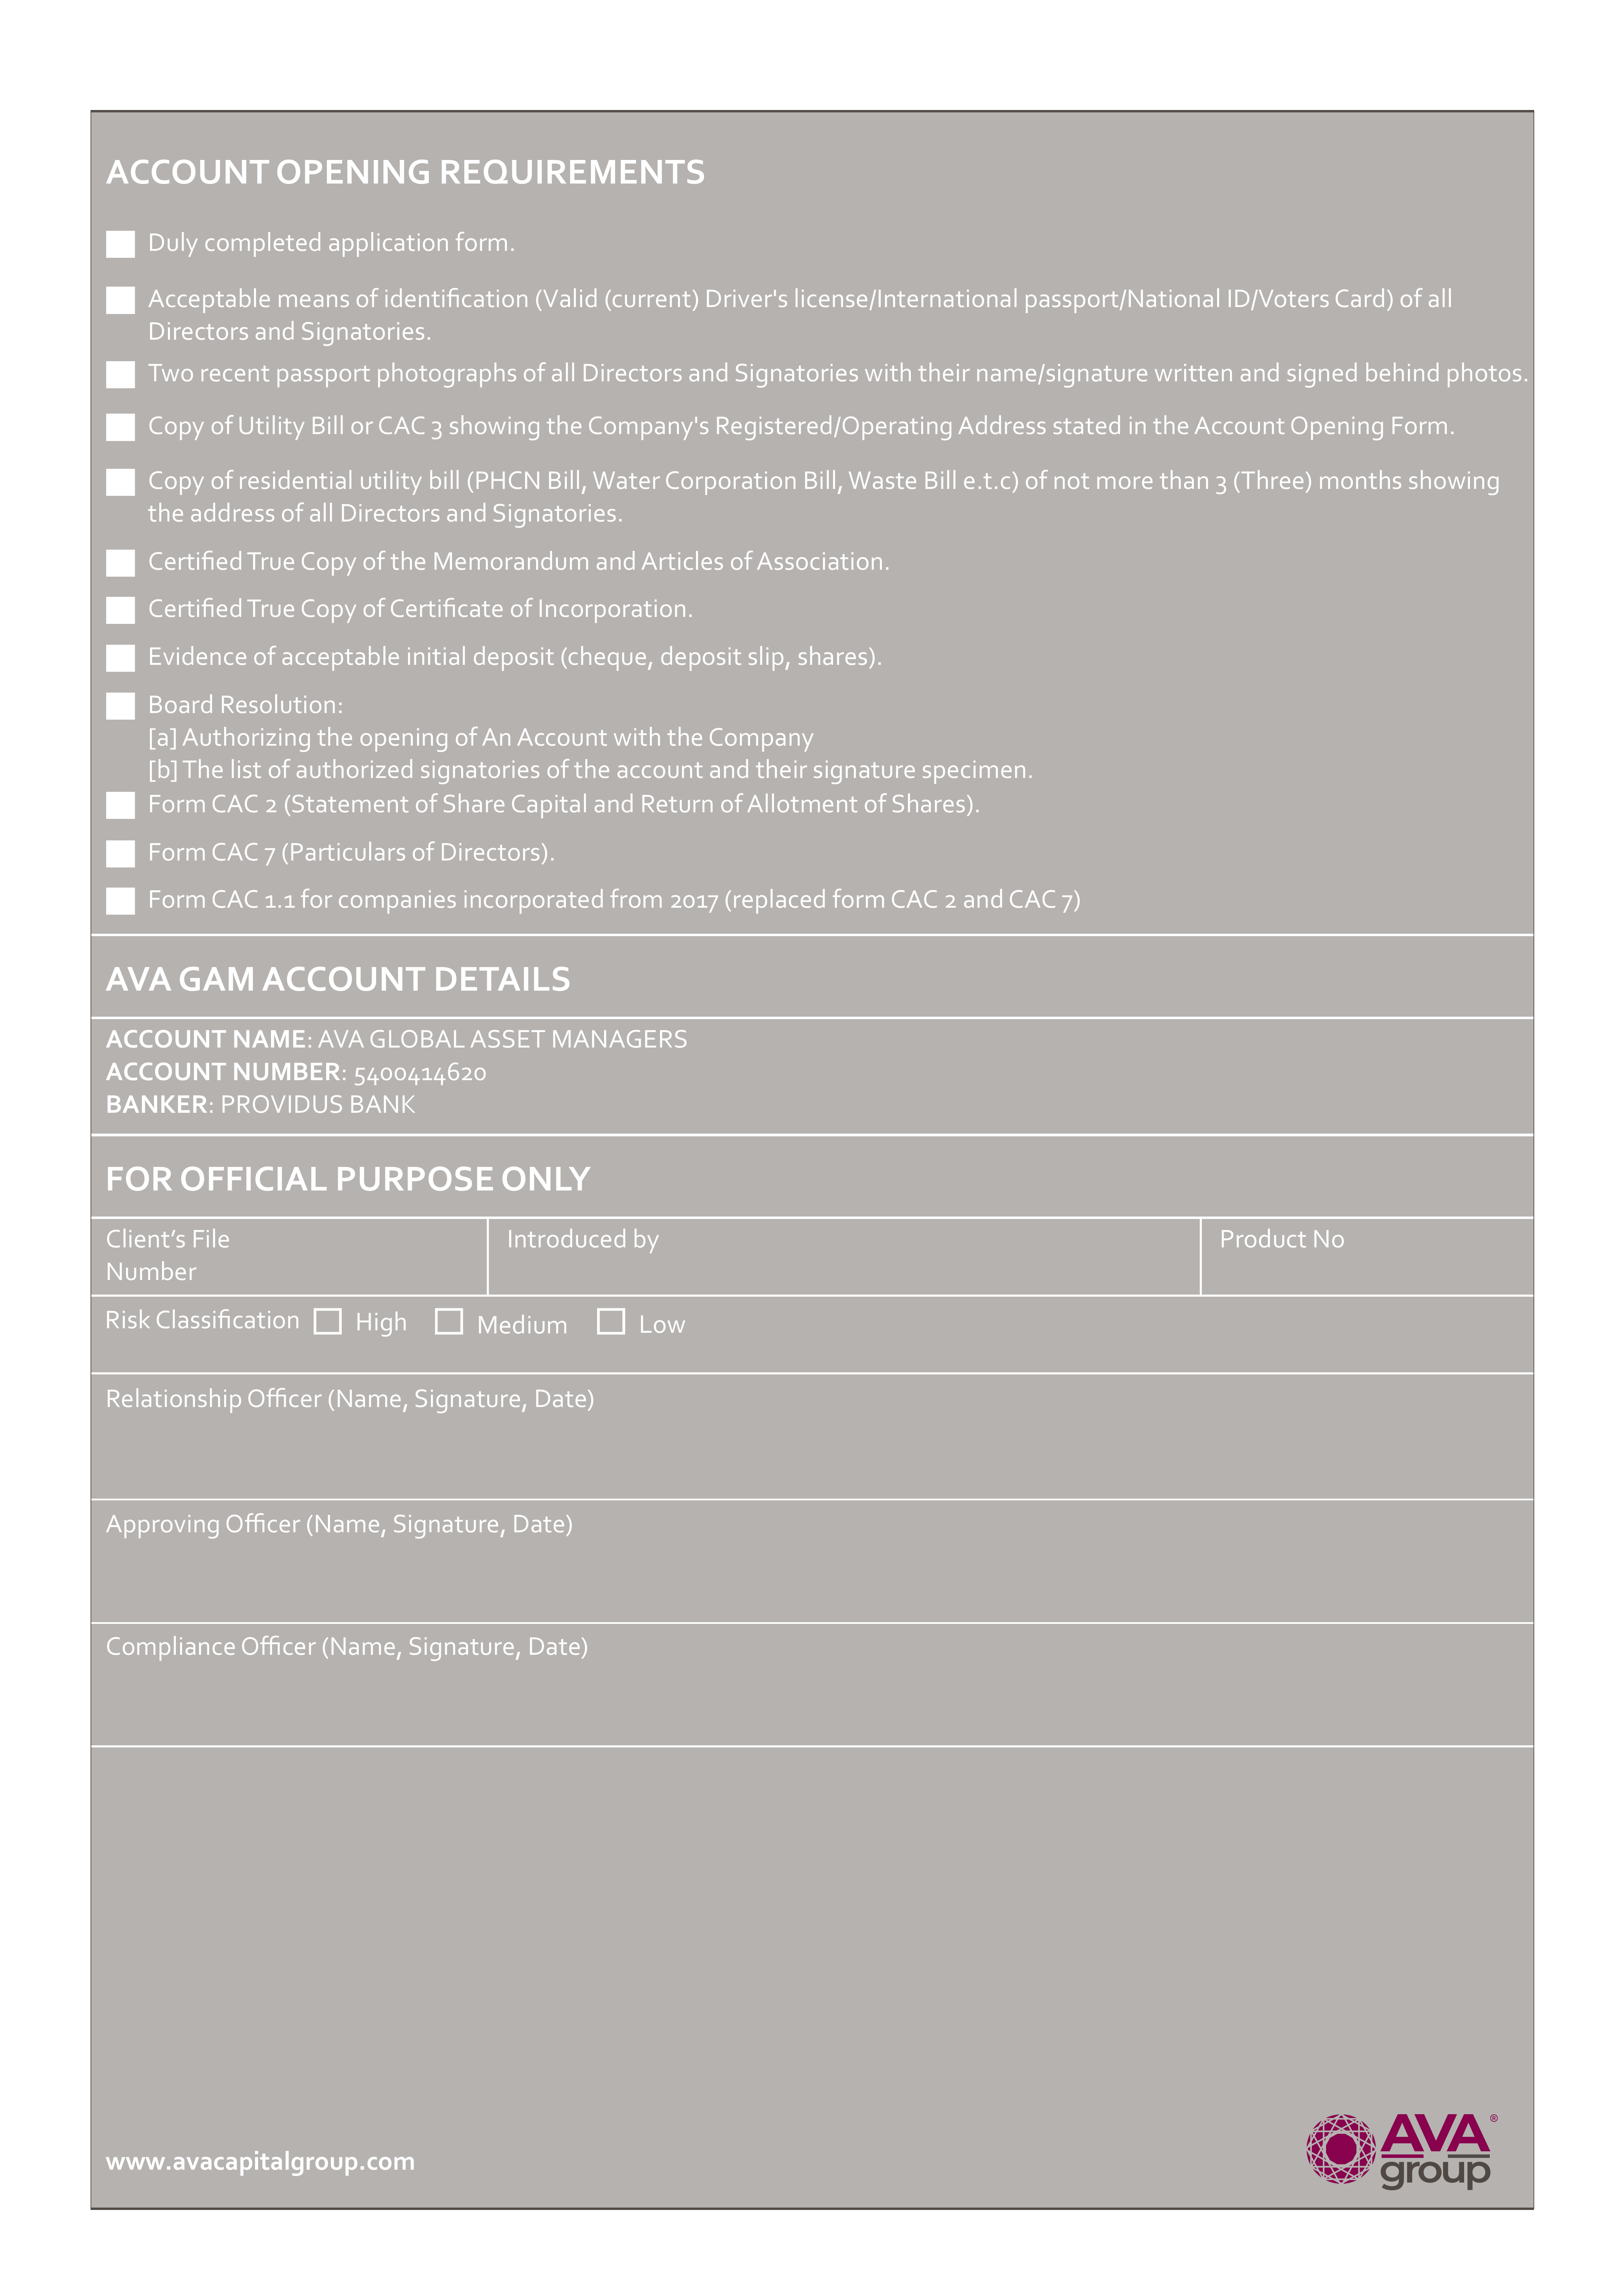 ACCOUNT OPENING REQUIREMENTS
Duly completed application form.
Acceptable means of identification (Valid (current) Driver's license/International passport/National ID/Voters Card) of all
Directors and Signatories.
Two recent passport photographs of all Directors and Signatories with their name/signature written and signed behind photos.
Copy of Utility Bill or CAC 3 showing the Company's Registered/Operating Address stated in the Account Opening Form.
Copy of residential utility bill (PHCN Bill, Water Corporation Bill, Waste Bill e.t.c) of not more than 3 (Three) months showing
the address of all Directors and Signatories.
Certified True Copy of the Memorandum and Articles of Association.
Certified True Copy of Certificate of Incorporation.
Evidence of acceptable initial deposit (cheque, deposit slip, shares).
Board Resolution:
[a] Authorizing the opening of An Account with the Company
[b] The list of authorized signatories of the account and their signature specimen.
Form CAC 2 (Statement of Share Capital and Return of Allotment of Shares).
Form CAC 7 (Particulars of Directors).
Form CAC 1.1 for companies incorporated from 2017 (replaced form CAC 2 and CAC 7)
AVA GAM ACCOUNT DETAILS
ACCOUNT NAME: AVA GLOBAL ASSET MANAGERS
ACCOUNT NUMBER: 5400414620
BANKER: PROVIDUS BANK
FOR OFFICIAL PURPOSE ONLY
Client's File
Number
Introduced by
Product No
Risk Classification High Medium Low
Relationship Officer (Name, Signature, Date)
Approving Officer (Name, Signature, Date)
Compliance Officer (Name, Signature, Date)
www.avacapitalgroup.com
AVA ®
group